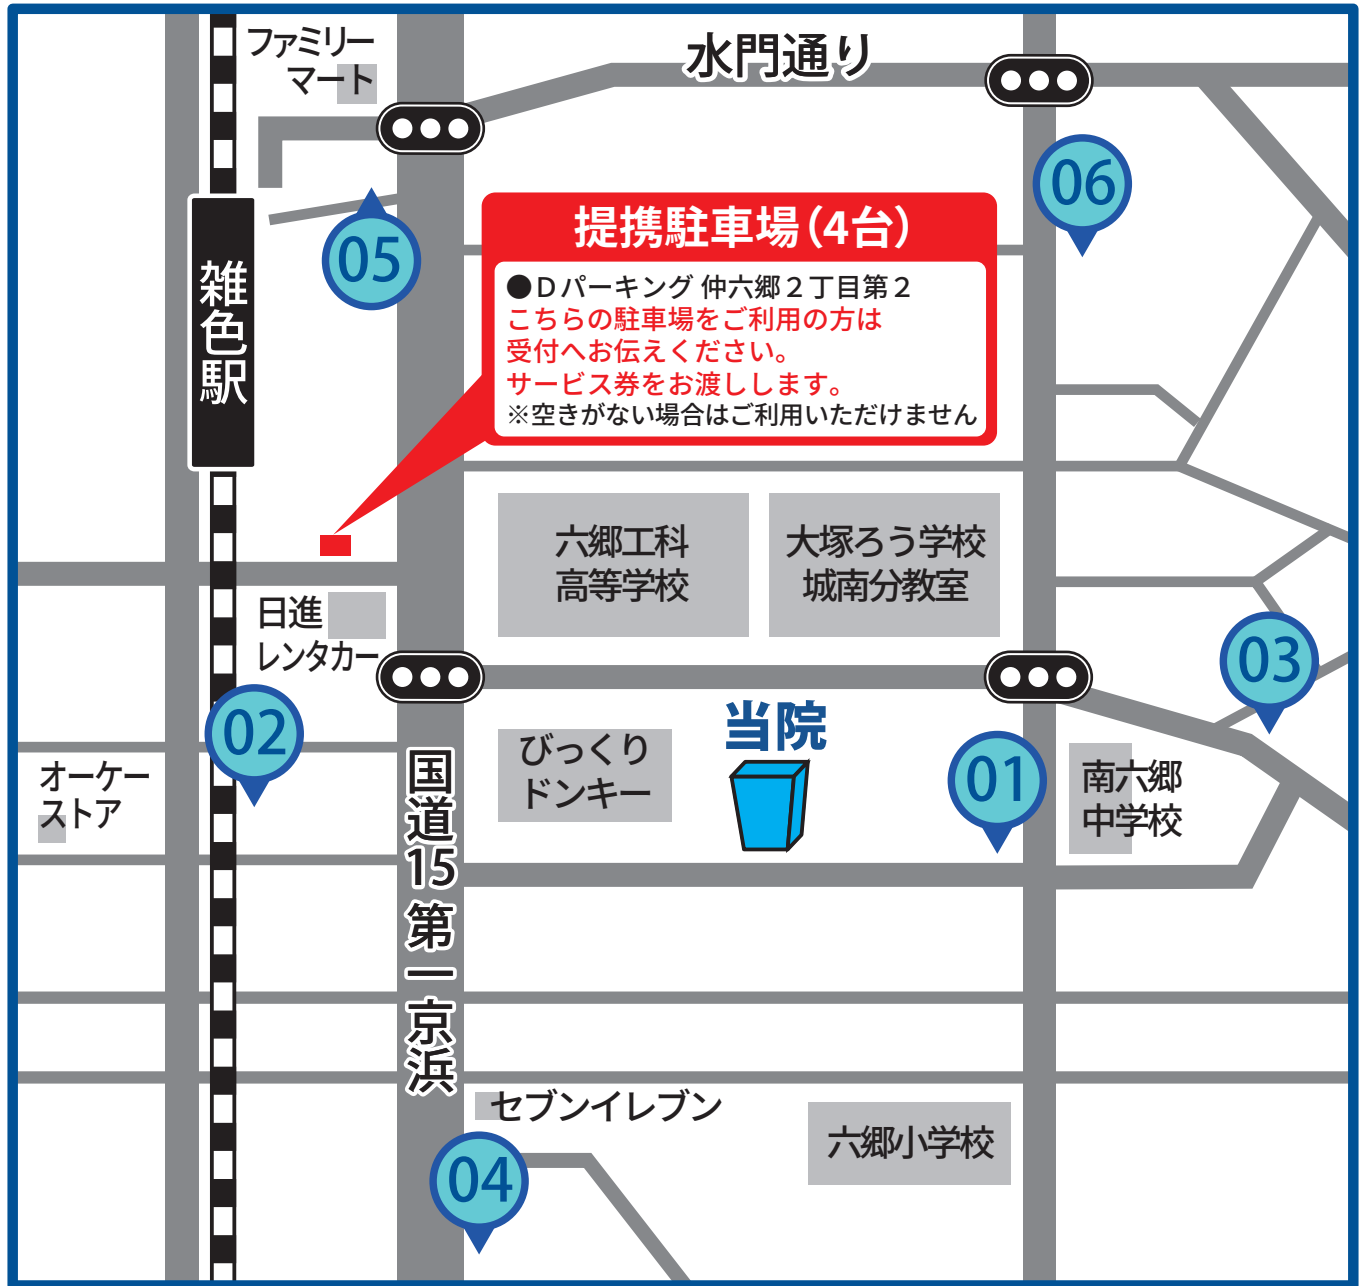 ファミリー
マート
水門通り
06
05
提携駐車場(4台)
●Dパーキング 仲六郷2丁目第2
こちらの駐車場をご利用の方は
受付へお伝えください。
サービス券をお渡しします。
※空きがない場合はご利用いただけません
雑色駅
六郷工科
高等学校
大塚ろう学校
城南分教室
日進
レンタカー
03
02
当院
びっくり
ドンキー
01
南六郷
中学校
オーケー
ストア
国道15 第一京浜
セブンイレブン
六郷小学校
04